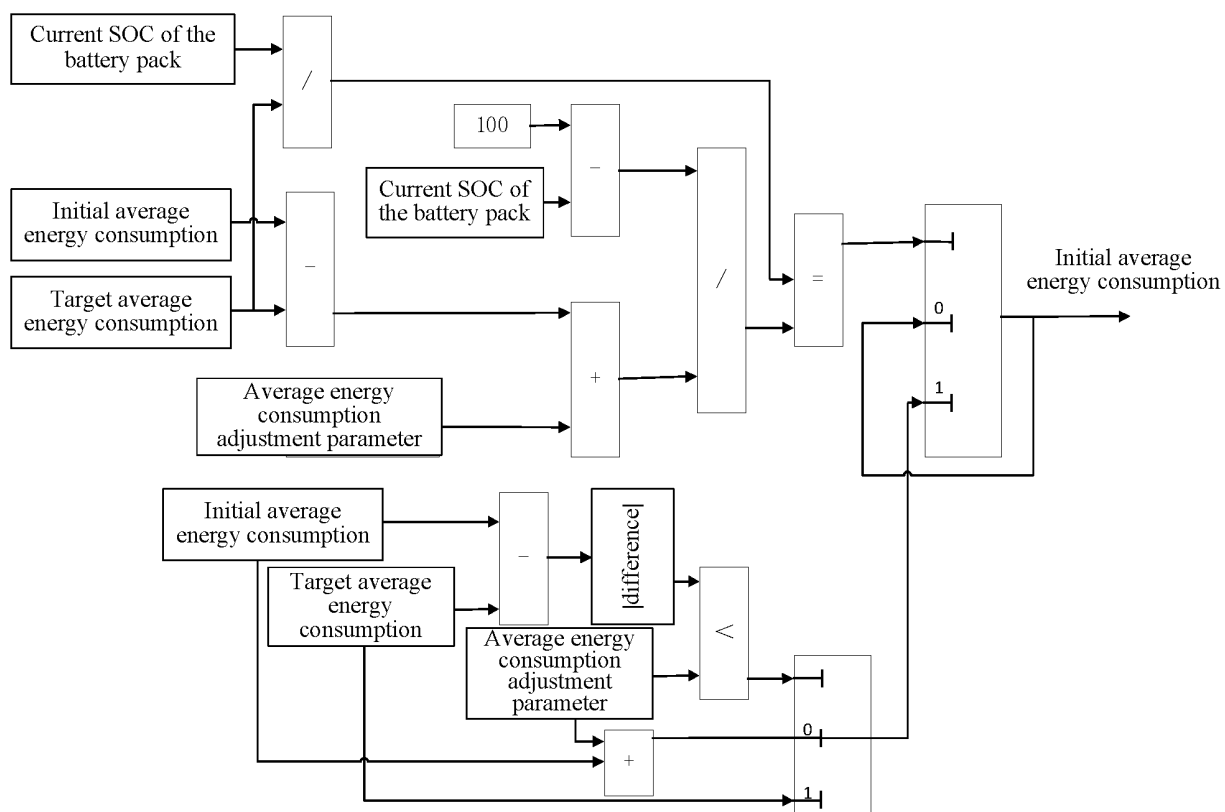 Current SOC of the
battery pack
/
100
−
Current SOC of
the battery pack
Initial average
energy consumption
−
Target average
energy consumption
/
=
Initial average
energy consumption
0
1
+
Average energy
consumption
adjustment parameter
Initial average
energy consumption
−
|difference|
Target average
energy
consumption
<
Average energy
consumption
adjustment
parameter
0
+
1